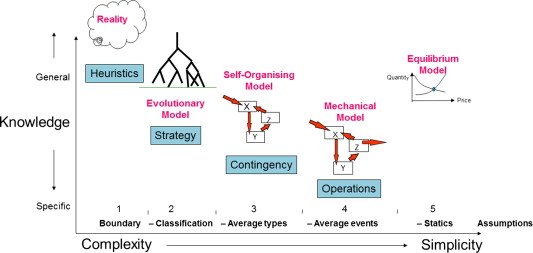 Reality
General
Heuristics
Knowledge
Specific
Evolutionary
Model
Strategy
Self-Organising
Model
X
Z
Y
Contingency
Mechanical
Model
X
Z
Y
Operations
Equilibrium
Model
Quantity
Price
1 2 3 4 5
Boundary – Classification – Average types – Average events – Statics Assumptions
Complexity Simplicity